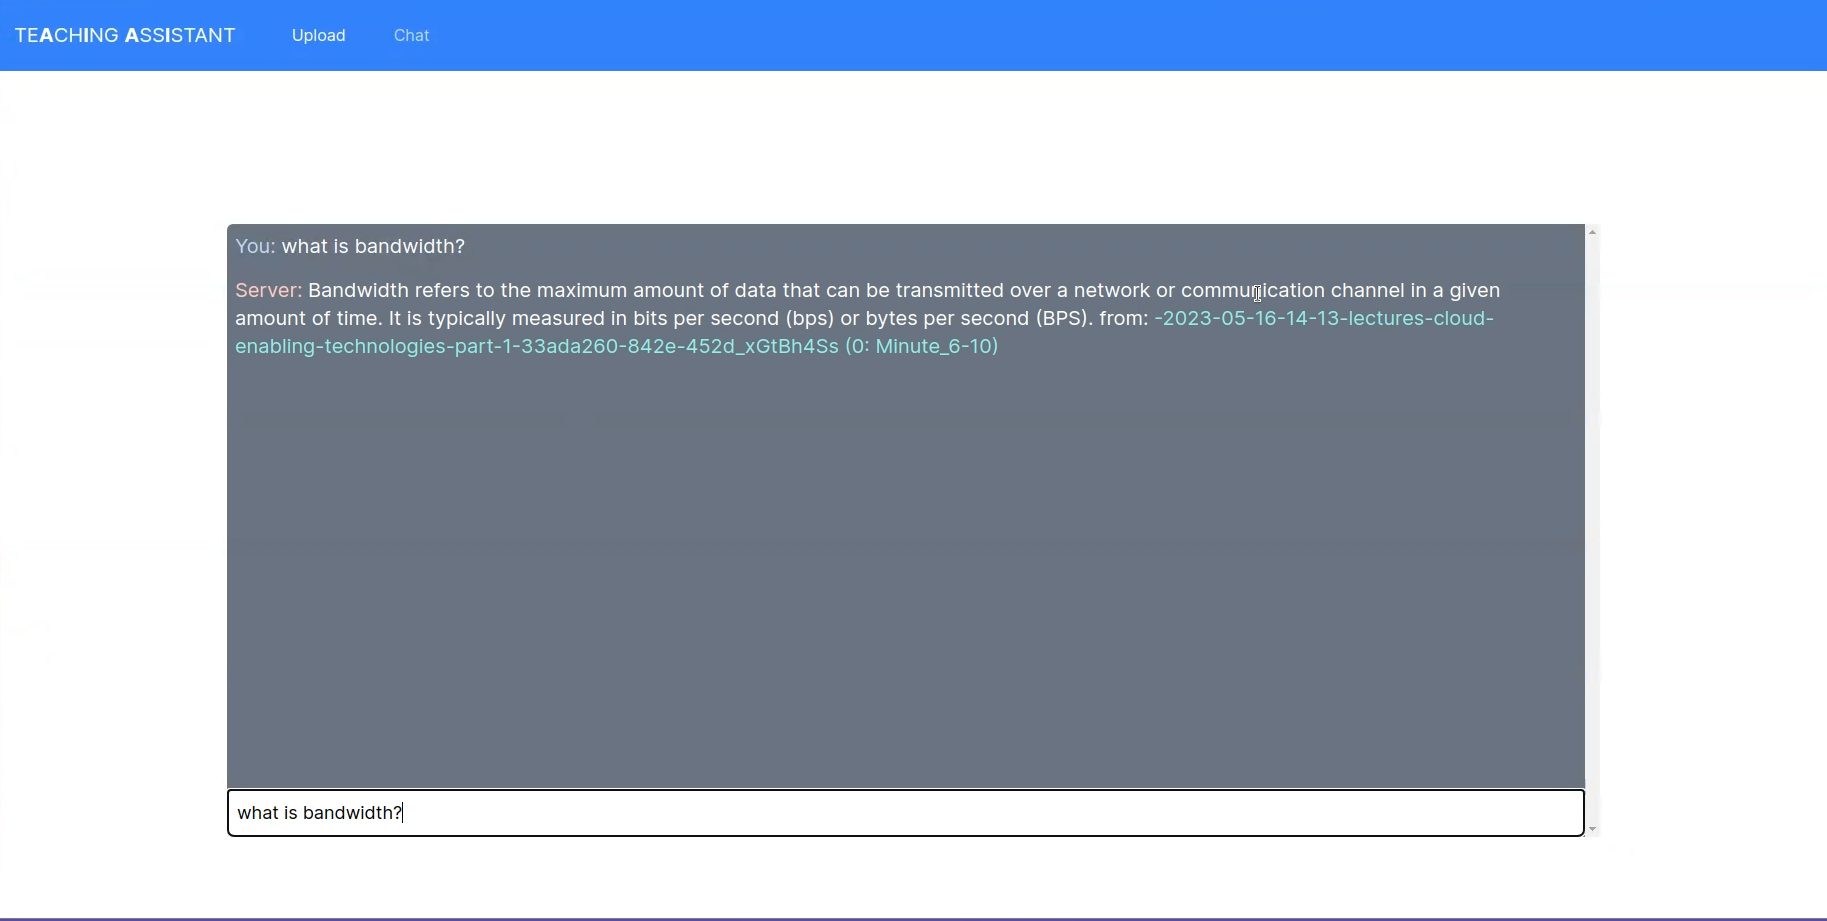 TEACHING ASSISTANT Upload Chat
You: what is bandwidth?
Server: Bandwidth refers to the maximum amount of data that can be transmitted over a network or communication channel in a given
amount of time. It is typically measured in bits per second (bps) or bytes per second (BPS). from: -2023-05-16-14-13-lectures-cloud-
enabling-technologies-part-1-33ada260-842e-452d_xGtBh4Ss (0: Minute_6-10)
what is bandwidth?